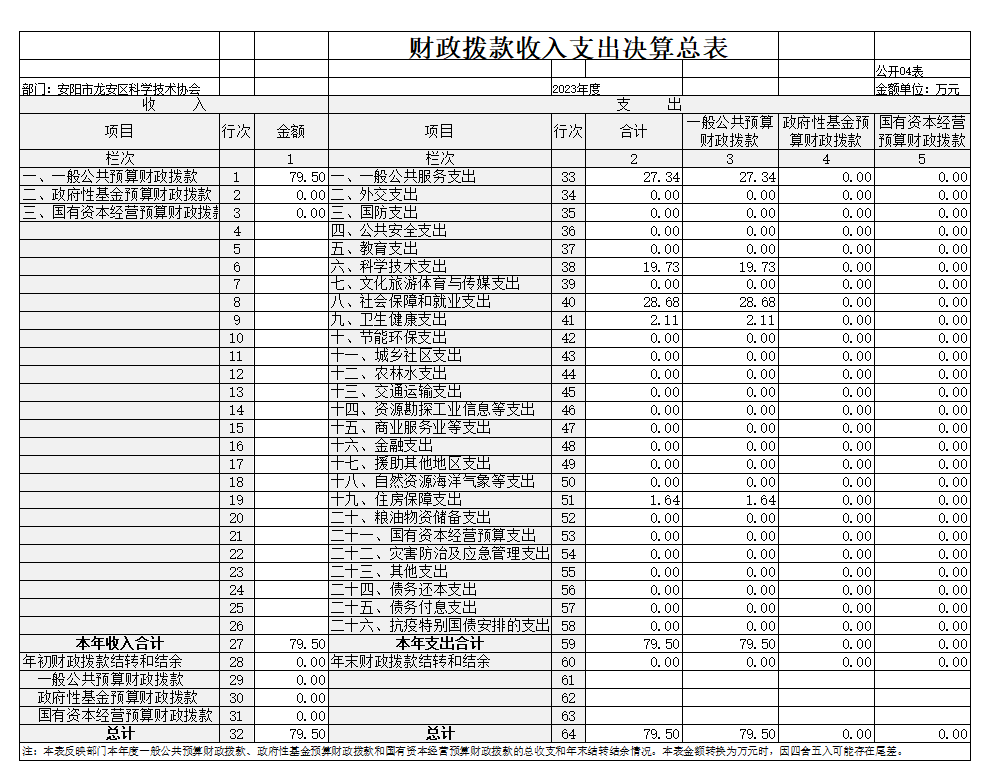 财政拨款收入支出决算总表
公开04表
部门：安阳市龙安区科学技术协会 2023年度 金额单位：万元
收 入 支 出
项目 行次 金额 项目 行次 合计 一般公共预算财政拨款 政府性基金预算财政拨款 国有资本经营预算财政拨款
栏次 1 栏次 2 3 4 5
一、一般公共预算财政拨款 1 79.50 一、一般公共服务支出 33 27.34 27.34 0.00 0.00
二、政府性基金预算财政拨款 2 0.00 二、外交支出 34 0.00 0.00 0.00 0.00
三、国有资本经营预算财政拨款 3 0.00 三、国防支出 35 0.00 0.00 0.00 0.00
4 四、公共安全支出 36 0.00 0.00 0.00 0.00
5 五、教育支出 37 0.00 0.00 0.00 0.00
6 六、科学技术支出 38 19.73 19.73 0.00 0.00
7 七、文化旅游体育与传媒支出 39 0.00 0.00 0.00 0.00
8 八、社会保障和就业支出 40 28.68 28.68 0.00 0.00
9 九、卫生健康支出 41 2.11 2.11 0.00 0.00
10 十、节能环保支出 42 0.00 0.00 0.00 0.00
11 十一、城乡社区支出 43 0.00 0.00 0.00 0.00
12 十二、农林水支出 44 0.00 0.00 0.00 0.00
13 十三、交通运输支出 45 0.00 0.00 0.00 0.00
14 十四、资源勘探工业信息等支出 46 0.00 0.00 0.00 0.00
15 十五、商业服务业等支出 47 0.00 0.00 0.00 0.00
16 十六、金融支出 48 0.00 0.00 0.00 0.00
17 十七、援助其他地区支出 49 0.00 0.00 0.00 0.00
18 十八、自然资源海洋气象等支出 50 0.00 0.00 0.00 0.00
19 十九、住房保障支出 51 1.64 1.64 0.00 0.00
20 二十、粮油物资储备支出 52 0.00 0.00 0.00 0.00
21 二十一、国有资本经营预算支出 53 0.00 0.00 0.00 0.00
22 二十二、灾害防治及应急管理支出 54 0.00 0.00 0.00 0.00
23 二十三、其他支出 55 0.00 0.00 0.00 0.00
24 二十四、债务还本支出 56 0.00 0.00 0.00 0.00
25 二十五、债务付息支出 57 0.00 0.00 0.00 0.00
26 二十六、抗疫特别国债安排的支出 58 0.00 0.00 0.00 0.00
本年收入合计 27 79.50 本年支出合计 59 79.50 79.50 0.00 0.00
年初财政拨款结转和结余 28 0.00 年末财政拨款结转和结余 60 0.00 0.00 0.00 0.00
一般公共预算财政拨款 29 0.00 61
政府性基金预算财政拨款 30 0.00 62
国有资本经营预算财政拨款 31 0.00 63
总计 32 79.50 总计 64 79.50 79.50 0.00 0.00
注：本表反映部门本年度一般公共预算财政拨款、政府性基金预算财政拨款和国有资本经营预算财政拨款的总收支和年末结转结余情况。本表金额转换为万元时，因四舍五入可能存在尾差。